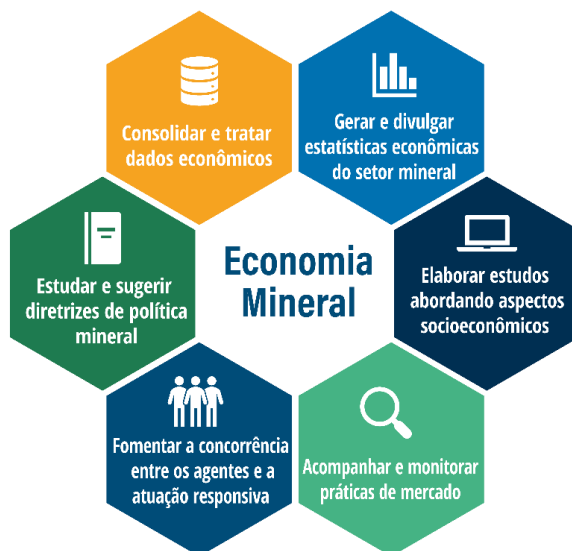 Consolidar e tratar
dados econômicos
Gerar e divulgar
estatísticas econômicas
do setor mineral
Estudar e sugerir
diretrizes de política
mineral
Economia
Mineral
Elaborar estudos
abordando aspectos
socioeconômicos
Fomentar a concorrência
entre os agentes e a
atuação responsiva
Acompanhar e monitorar
práticas de mercado